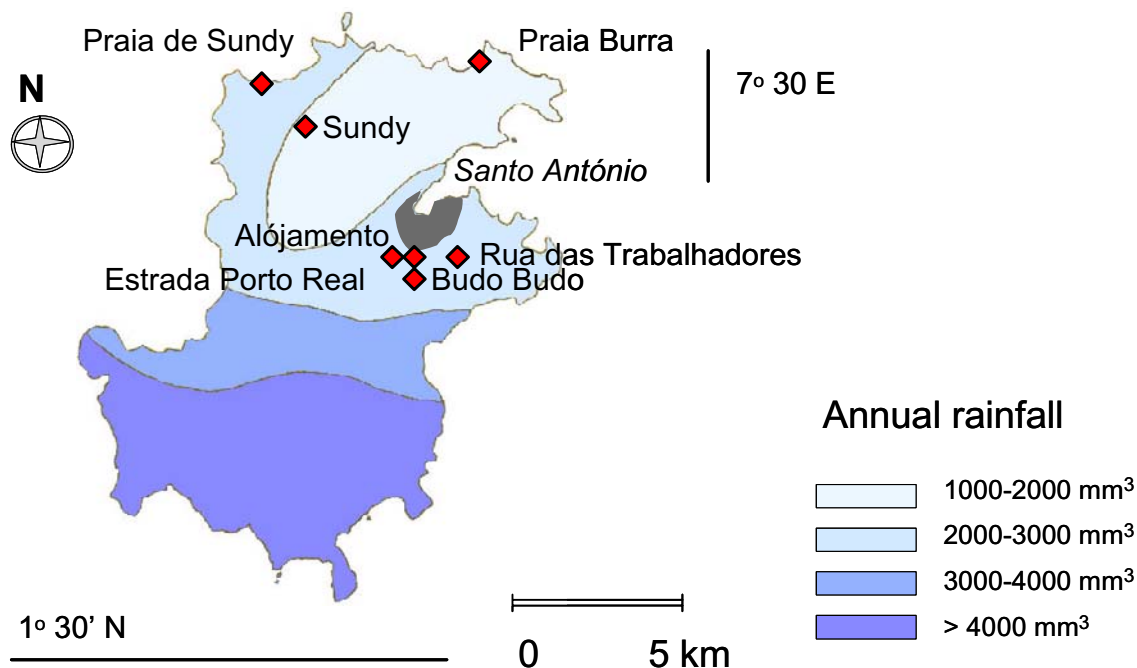 Praia de Sundy
Praia Burra
N
7º 30 E
Sundy
Santo António
Alójamento
Rua das Trabalhadores
Estrada Porto Real
Budo Budo
Annual rainfall
1000-2000 mm³
2000-3000 mm³
3000-4000 mm³
> 4000 mm³
1º 30’ N
0 5 km